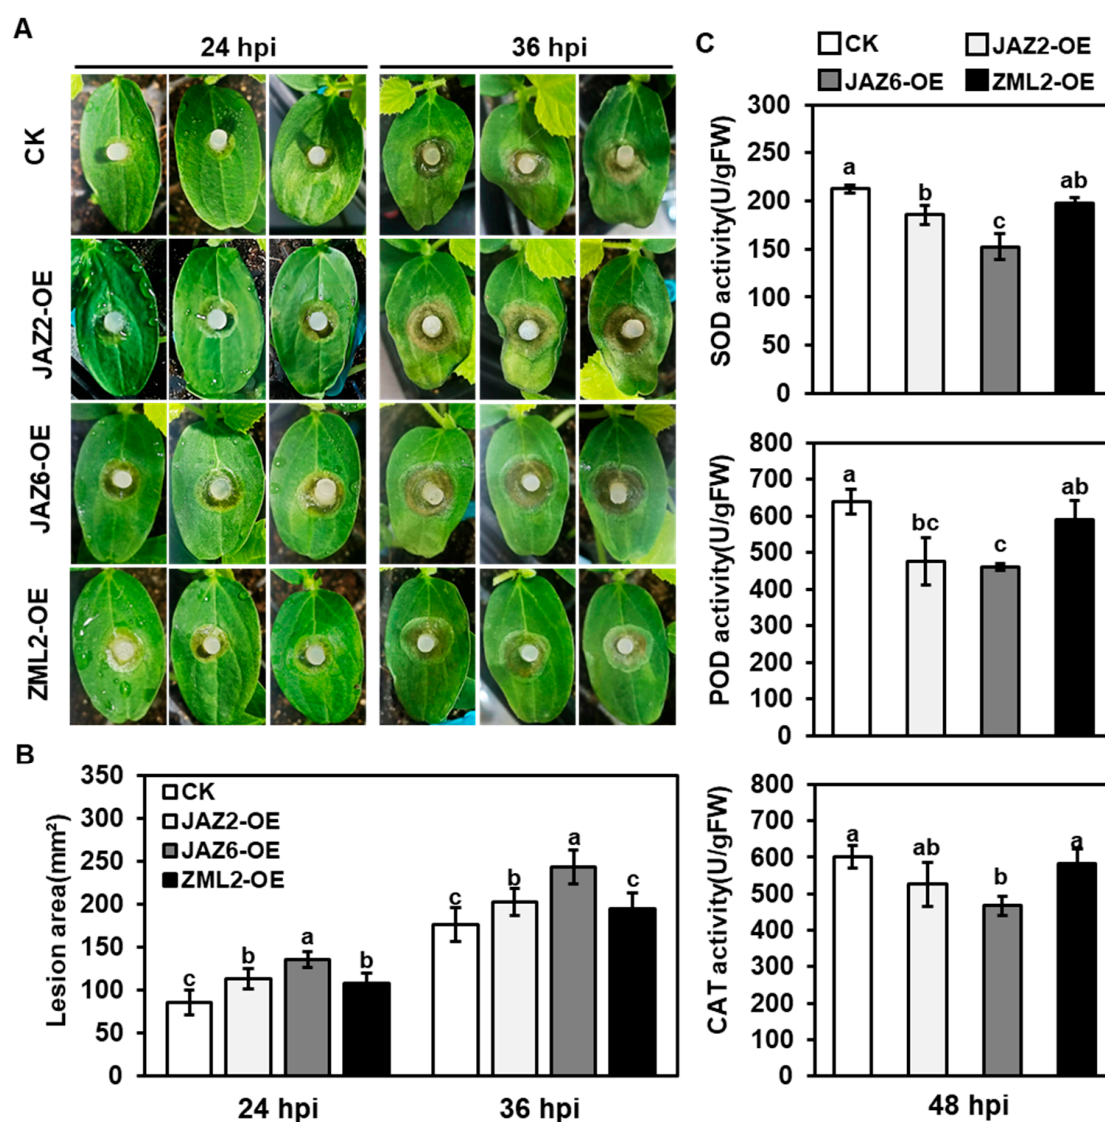 A
24 hpi
36 hpi
CK
JAZ2-OE
JAZ6-OE
ZML2-OE
B
Lesion area(mm²)
350
300
250
200
150
100
50
0
CK
JAZ2-OE
JAZ6-OE
ZML2-OE
c
b
a
b
c
b
a
c
24 hpi
36 hpi
C
CK
JAZ2-OE
JAZ6-OE
ZML2-OE
SOD activity(U/gFW)
300
250
200
150
100
50
0
a
b
c
ab
POD activity(U/gFW)
800
700
600
500
400
300
200
100
0
a
bc
c
ab
CAT activity(U/gFW)
800
700
600
500
400
300
200
100
0
a
ab
b
a
48 hpi